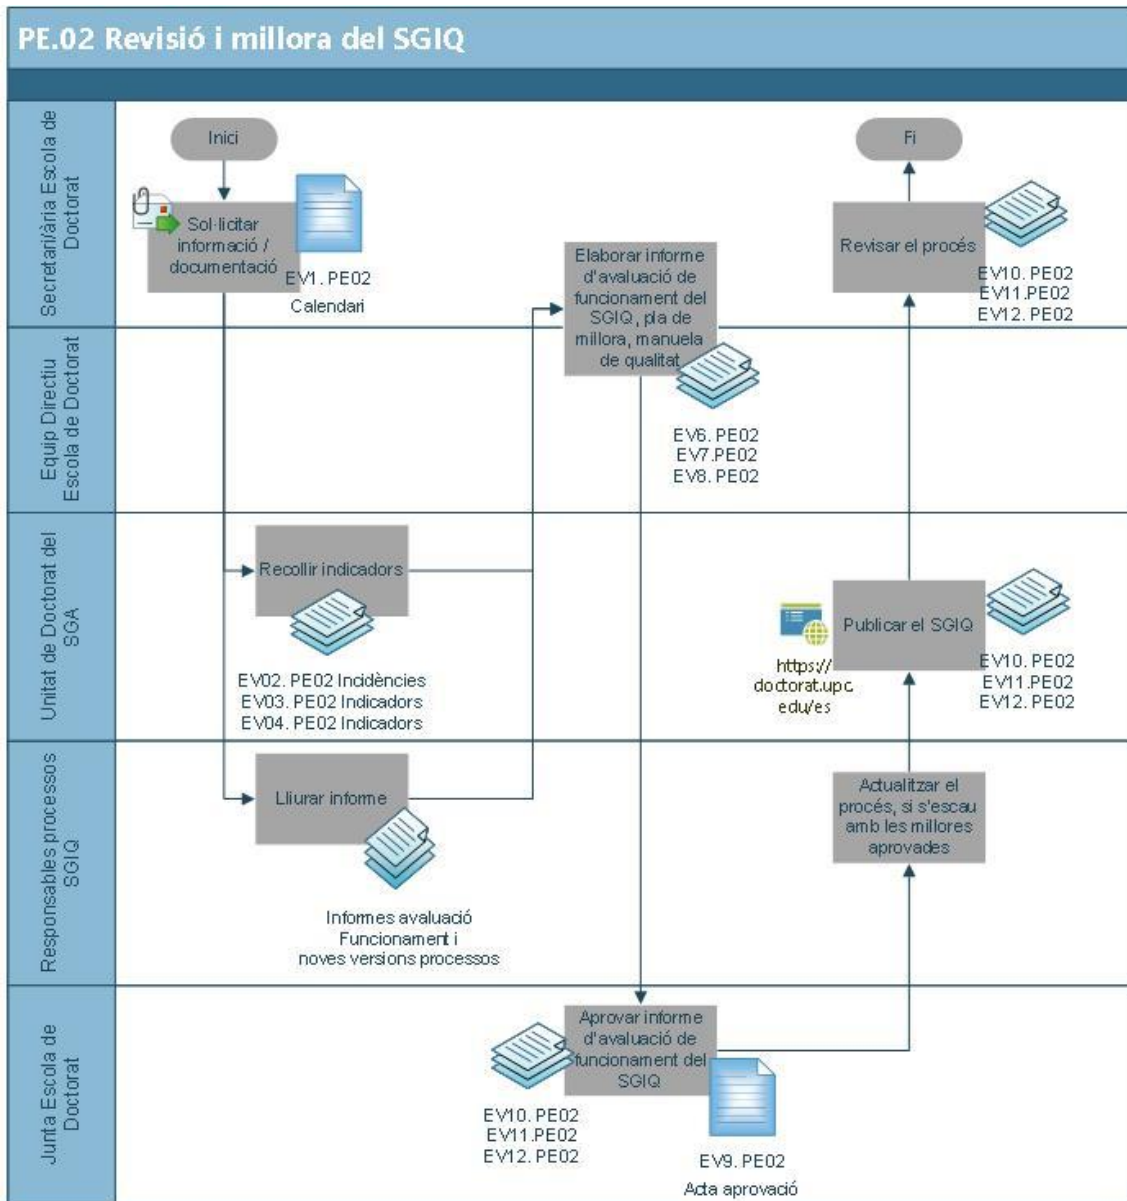 PE.02 Revisió i millora del SGIQ
Secretari/ària Escola de
Doctorat
Inici
Sol·licitar
informació /
documentació
EV1. PE02
Calendari
Elaborar informe
d'avaluació de
funcionament del
SGIQ, pla de
millora, manuela
de qualitat
Fi
Revisar el procés
EV10. PE02
EV11.PE02
EV12. PE02
Equip Directiu
Escola de Doctorat
EV6. PE02
EV7.PE02
EV8. PE02
Unitat de Doctorat del
SGA
Recollir indicadors
EV02. PE02 Incidències
EV03. PE02 Indicadors
EV04. PE02 Indicadors
https://
doctorat.upc.
edu/es
Publicar el SGIQ
EV10. PE02
EV11.PE02
EV12. PE02
Responsables processos
SGIQ
Lliurar informe
Informes avaluació
Funcionament i
noves versions processos
Actualitzar el
procés, si s'escau
amb les millores
aprovades
Junta Escola de
Doctorat
Aprovar informe
d'avaluació de
funcionament del
SGIQ
EV10. PE02
EV11.PE02
EV12. PE02
EV9. PE02
Acta aprovació